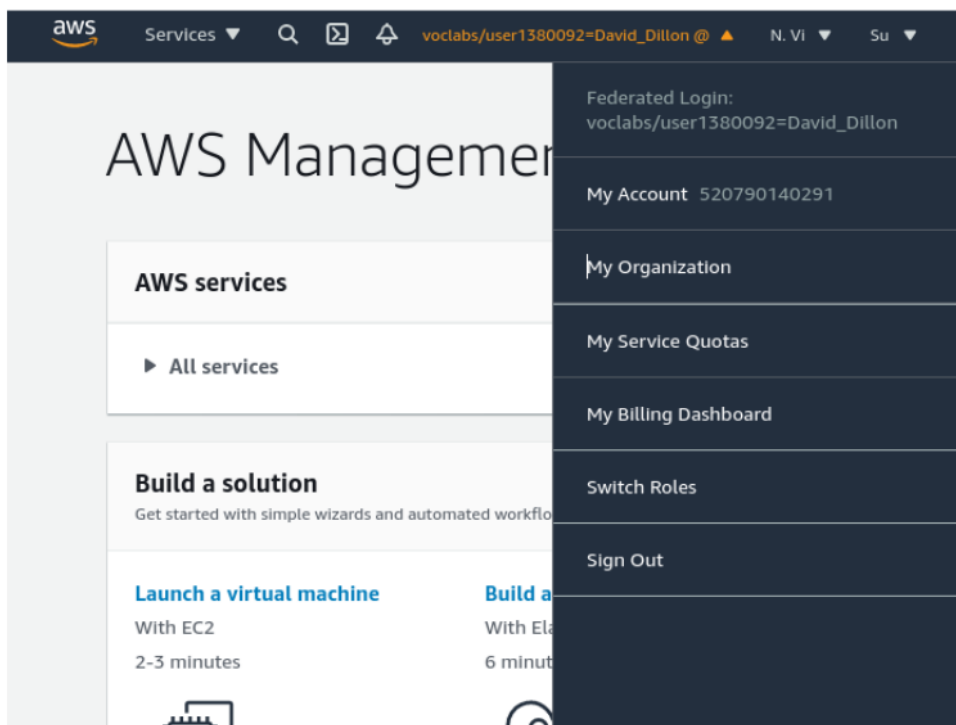 aws Services voclabs/user1380092=David_Dillon @ N. Vi Su
Federated Login:
voclabs/user1380092=David_Dillon
My Account 520790140291
My Organization
My Service Quotas
My Billing Dashboard
Switch Roles
Sign Out
AWS Managemen
AWS services
All services
Build a solution
Get started with simple wizards and automated workflo
Launch a virtual machine
With EC2
2-3 minutes
Build a
With Ela
6 minut